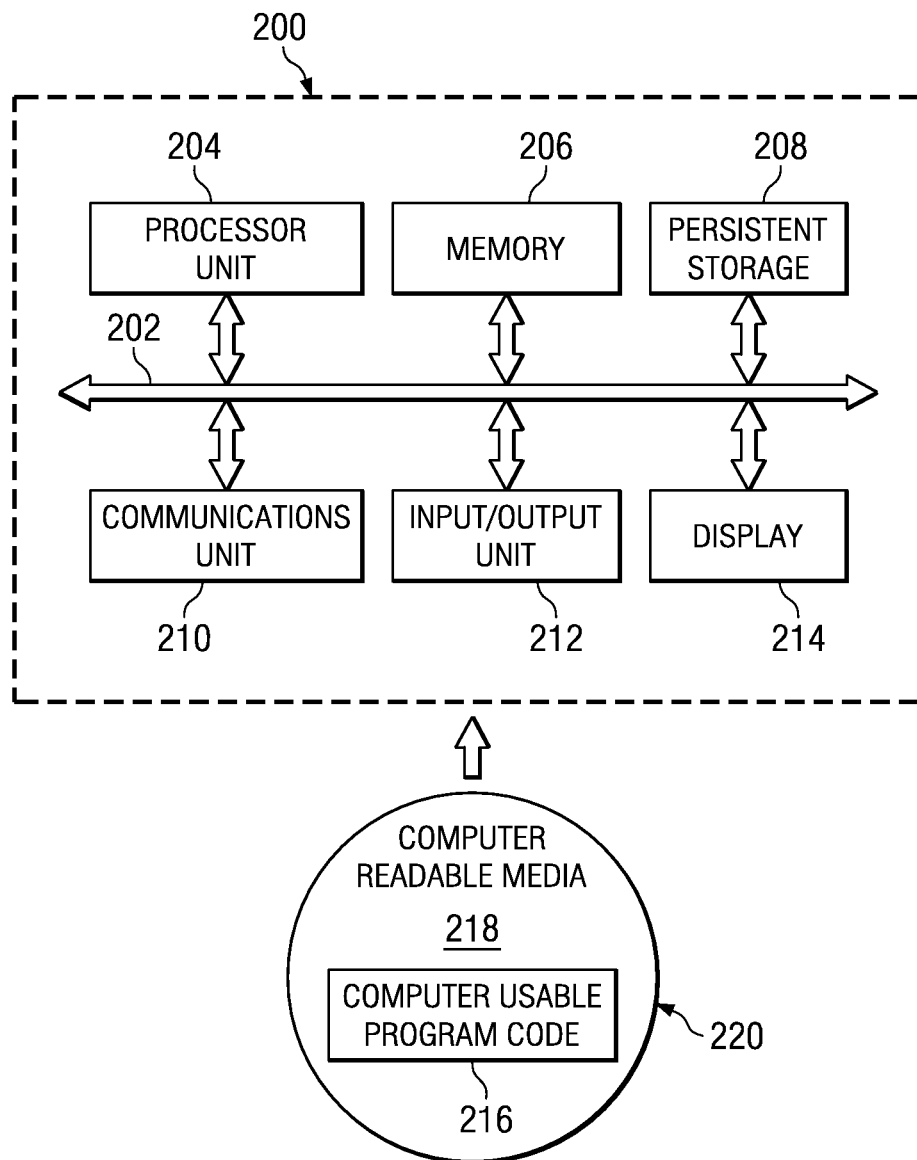 200
204
206
208
PROCESSOR
UNIT
MEMORY
PERSISTENT
STORAGE
202
COMMUNICATIONS
UNIT
INPUT/OUTPUT
UNIT
DISPLAY
210
212
214
COMPUTER
READABLE MEDIA
218
COMPUTER USABLE
PROGRAM CODE
220
216